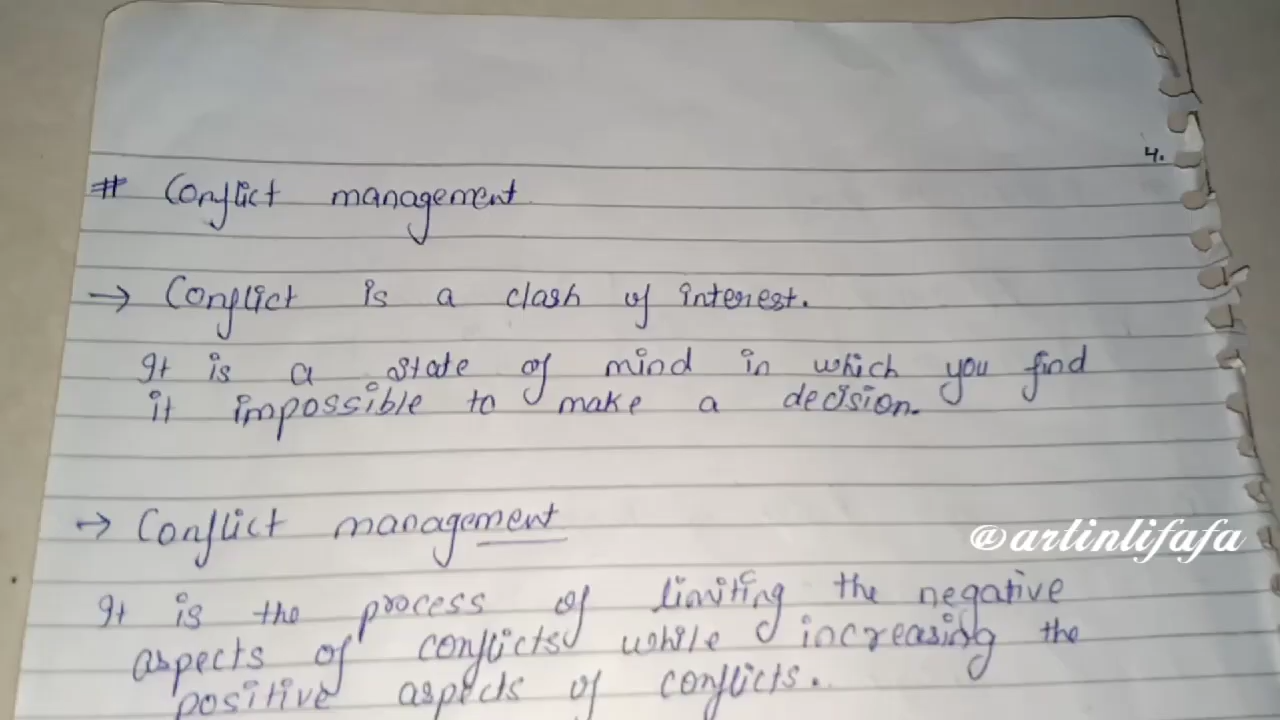 4.
# Conflict management
→ Conflict is a clash of interest.
It is a state of mind in which you find
it impossible to make a decision.
→ Conflict management
@artinlifafa
It is the process of limiting the negative
aspects of conflicts while increasing the
positive aspects of conflicts.